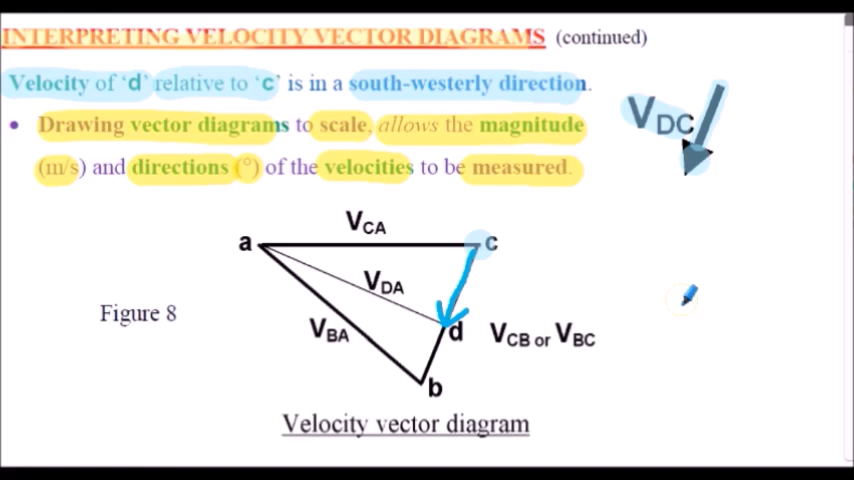 INTERPRETING VELOCITY VECTOR DIAGRAMS (continued)
Velocity of ‘d’ relative to ‘c’ is in a south-westerly direction.
• Drawing vector diagrams to scale, allows the magnitude
(m/s) and directions (°) of the velocities to be measured.
VDC
VCA
a
c
VDA
Figure 8
VBA
d
VCB or VBC
b
Velocity vector diagram